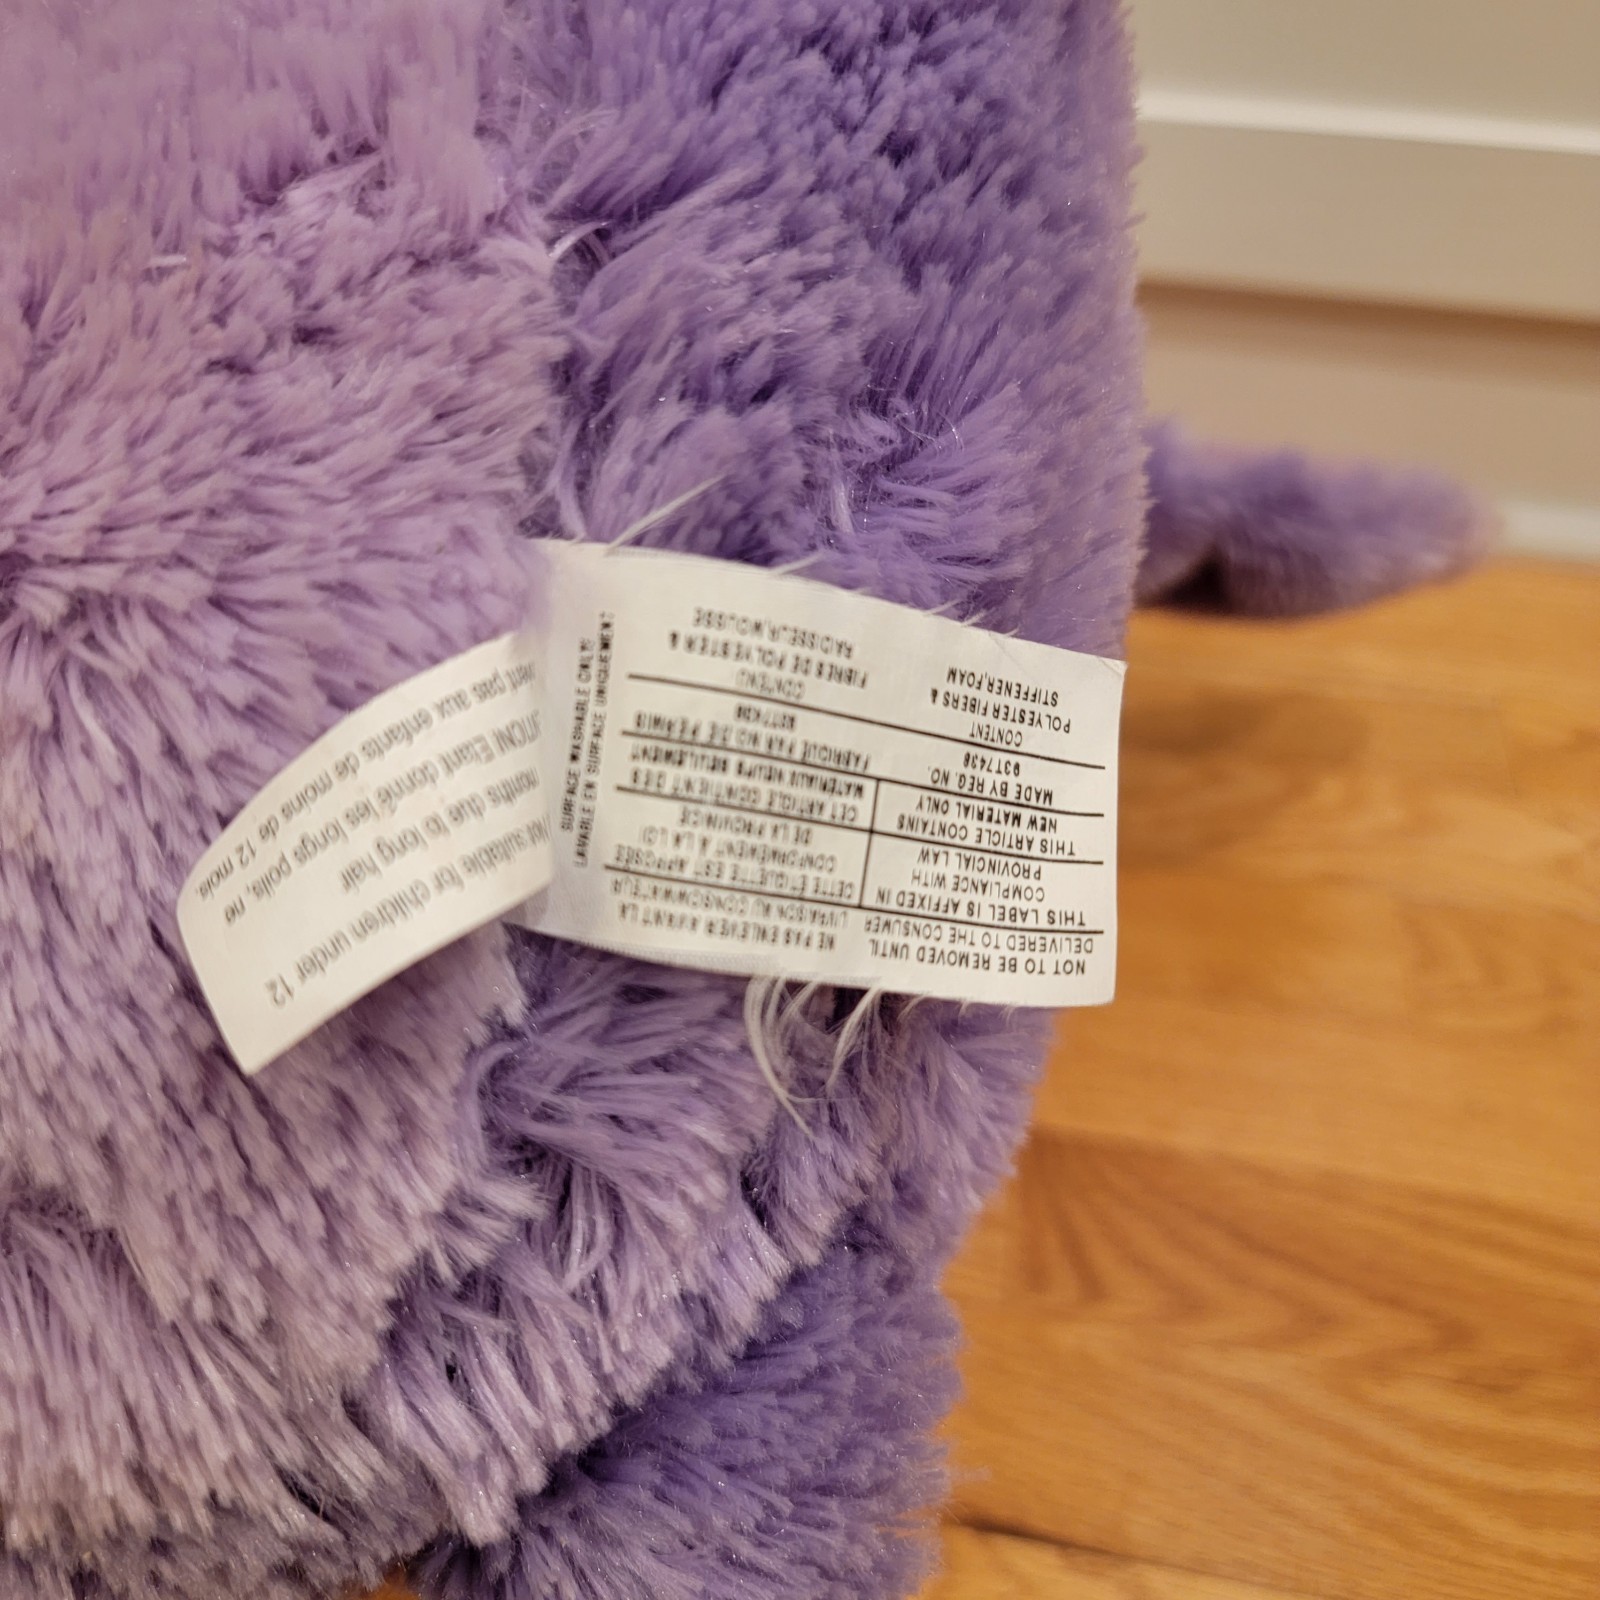 NOT TO BE REMOVED UNTIL
DELIVERED TO THE CONSUMER
NE PAS ENLEVER AVANT LA
LIVRAISON AU CONSOMMATEUR
THIS LABEL IS AFFIXED IN
COMPLIANCE WITH
PROVINCIAL LAW
CETTE ÉTIQUETTE EST APPOSÉE
CONFORMÉMENT À LA LOI
DE LA PROVINCE
THIS ARTICLE CONTAINS
NEW MATERIAL ONLY
CET ARTICLE CONTIENT DES
MATERIAUX NEUFS SEULEMENT
MADE BY REG. NO.
93T7438
FABRIQUÉ PAR NO. DE PERMIS
93T7438
CONTENT
POLYESTER FIBERS &
STIFFENER, FOAM
CONTENU
FIBRES DE POLYESTER &
RAIDISSEUR, MOUSSE
SURFACE WASHABLE ONLY/
LAVABLE EN SURFACE UNIQUEMENT
Not suitable for children under 12
months due to long hair
Etant donné les longs poils, ne
pas aux enfants de moins de 12 mois.